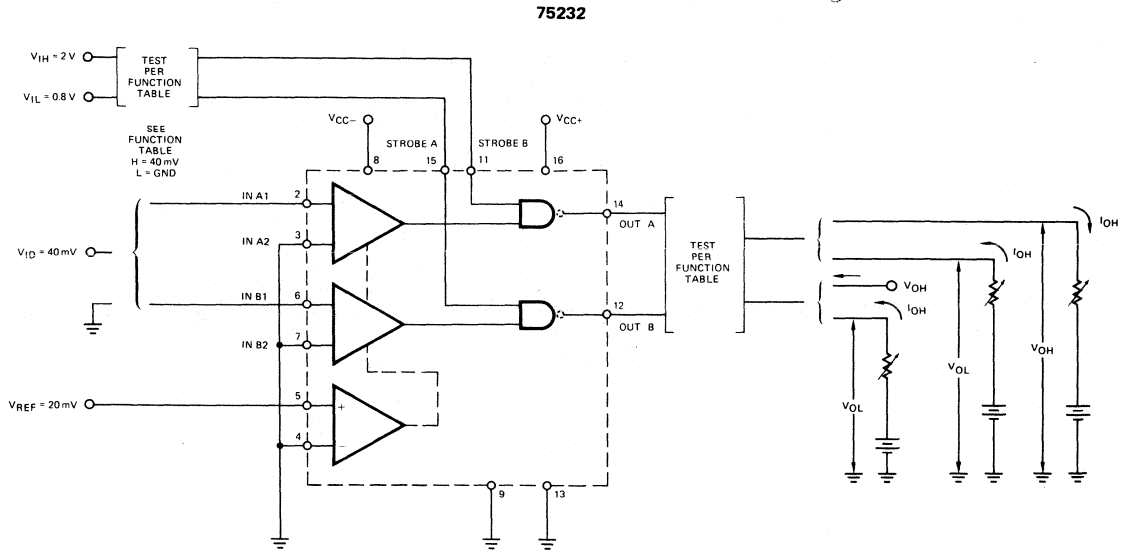 75232
VIH = 2 V
VIL = 0.8 V
TEST
PER
FUNCTION
TABLE
SEE
FUNCTION
TABLE
H = 40 mV
L = GND
VCC−
VCC+
STROBE A
STROBE B
8
15
11
16
IN A1
2
14
OUT A
IN A2
3
VID = 40 mV
IN B1
6
12
OUT B
IN B2
7
VREF = 20 mV
5
+
4
−
9
13
TEST
PER
FUNCTION
TABLE
IOH
IOH
VOH
IOH
VOH
VOL
VOL